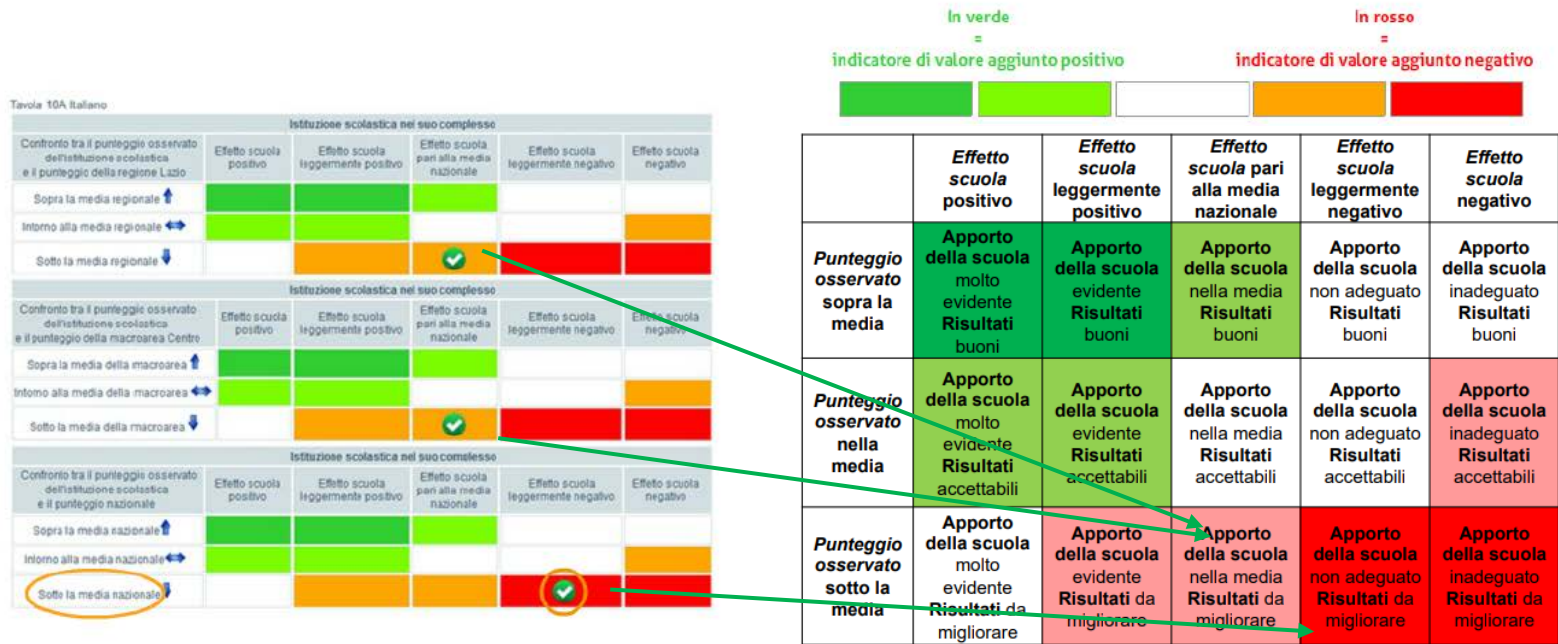 In verde
=
indicatore di valore aggiunto positivo
In rosso
=
indicatore di valore aggiunto negativo
Tavola 10A Italiano
Istituzione scolastica nel suo complesso
Confronto tra il punteggio osservato
dell'istituzione scolastica
e il punteggio della regione Lazio
Effetto scuola
positivo
Effetto scuola
leggermente positivo
Effetto scuola
pari alla media
nazionale
Effetto scuola
leggermente negativo
Effetto scuola
negativo
Sopra la media regionale
Intorno alla media regionale
Sotto la media regionale
Istituzione scolastica nel suo complesso
Confronto tra il punteggio osservato
dell'istituzione scolastica
e il punteggio della macroarea Centro
Effetto scuola
positivo
Effetto scuola
leggermente positivo
Effetto scuola
pari alla media
nazionale
Effetto scuola
leggermente negativo
Effetto scuola
negativo
Sopra la media della macroarea
Intorno alla media della macroarea
Sotto la media della macroarea
Istituzione scolastica nel suo complesso
Confronto tra il punteggio osservato
dell'istituzione scolastica
e il punteggio nazionale
Effetto scuola
positivo
Effetto scuola
leggermente positivo
Effetto scuola
pari alla media
nazionale
Effetto scuola
leggermente negativo
Effetto scuola
negativo
Sopra la media nazionale
Intorno alla media nazionale
Sotto la media nazionale
Effetto
scuola
positivo
Effetto
scuola
leggermente
positivo
Effetto
scuola pari
alla media
nazionale
Effetto
scuola
leggermente
negativo
Effetto
scuola
negativo
Punteggio
osservato
sopra la
media
Apporto
della scuola
molto
evidente
Risultati
buoni
Apporto
della scuola
evidente
Risultati
buoni
Apporto
della scuola
nella media
Risultati
buoni
Apporto
della scuola
non adeguato
Risultati
buoni
Apporto
della scuola
inadeguato
Risultati
buoni
Punteggio
osservato
nella
media
Apporto
della scuola
molto
evidente
Risultati
accettabili
Apporto
della scuola
evidente
Risultati
accettabili
Apporto
della scuola
nella media
Risultati
accettabili
Apporto
della scuola
non adeguato
Risultati
accettabili
Apporto
della scuola
inadeguato
Risultati
accettabili
Punteggio
osservato
sotto la
media
Apporto
della scuola
molto
evidente
Risultati da
migliorare
Apporto
della scuola
evidente
Risultati da
migliorare
Apporto
della scuola
nella media
Risultati da
migliorare
Apporto
della scuola
non adeguato
Risultati da
migliorare
Apporto
della scuola
inadeguato
Risultati da
migliorare